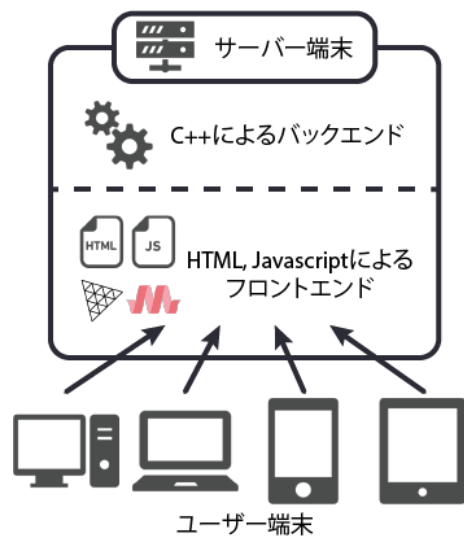 サーバー端末
C++によるバックエンド
HTML
JS
HTML, Javascriptによる
フロントエンド
ユーザー端末